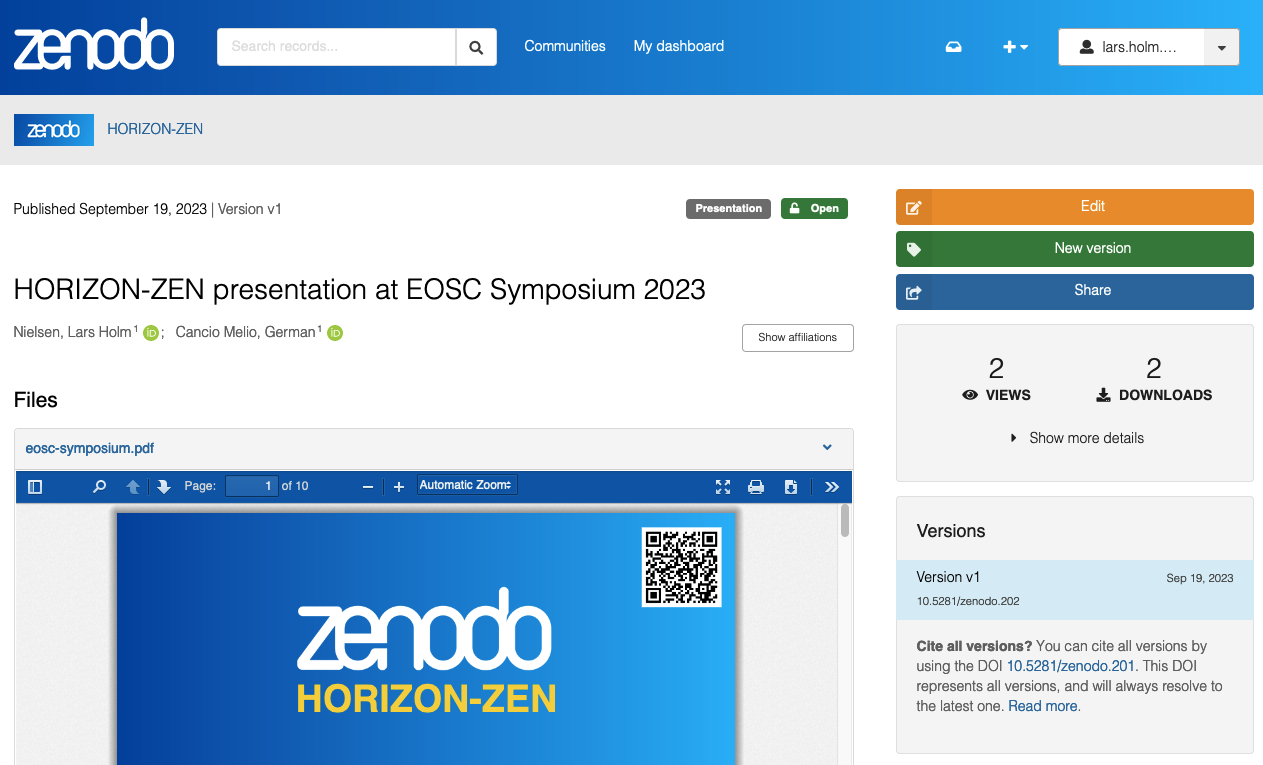 zenodo
Search records...
Communities
My dashboard
lars.holm....
zenodo
HORIZON-ZEN
Published September 19, 2023 | Version v1
Presentation
Open
HORIZON-ZEN presentation at EOSC Symposium 2023
Nielsen, Lars Holm1 iD; Cancio Melio, German1 iD
Show affiliations
Files
eosc-symposium.pdf
Page: 1 of 10
Automatic Zoom
zenodo
HORIZON-ZEN
Edit
New version
Share
2
VIEWS
2
DOWNLOADS
Show more details
Versions
Version v1
Sep 19, 2023
10.5281/zenodo.202
Cite all versions? You can cite all versions by
using the DOI 10.5281/zenodo.201. This DOI
represents all versions, and will always resolve to
the latest one. Read more.